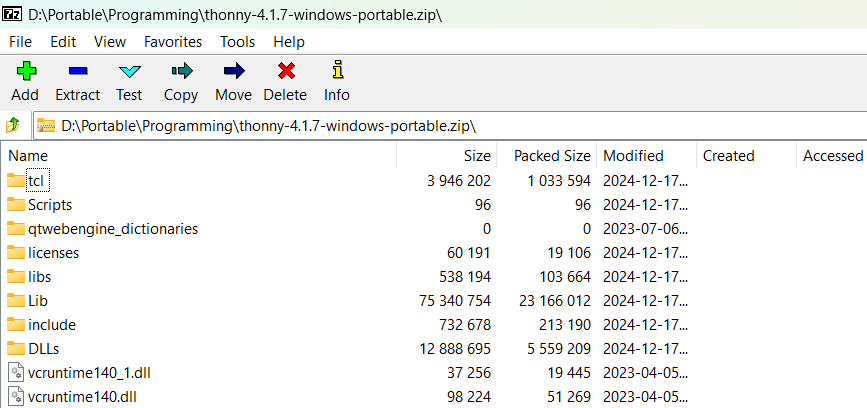 D:\Portable\Programming\thonny-4.1.7-windows-portable.zip\
File Edit View Favorites Tools Help
Add Extract Test Copy Move Delete Info
D:\Portable\Programming\thonny-4.1.7-windows-portable.zip\
Name Size Packed Size Modified Created Accessed
tcl 3 946 202 1 033 594 2024-12-17...
Scripts 96 96 2024-12-17...
qtwebengine_dictionaries 0 0 2023-07-06...
licenses 60 191 19 106 2024-12-17...
libs 538 194 103 664 2024-12-17...
Lib 75 340 754 23 166 012 2024-12-17...
include 732 678 213 190 2024-12-17...
DLLs 12 888 695 5 559 209 2024-12-17...
vcruntime140_1.dll 37 256 19 445 2023-04-05...
vcruntime140.dll 98 224 51 269 2023-04-05...